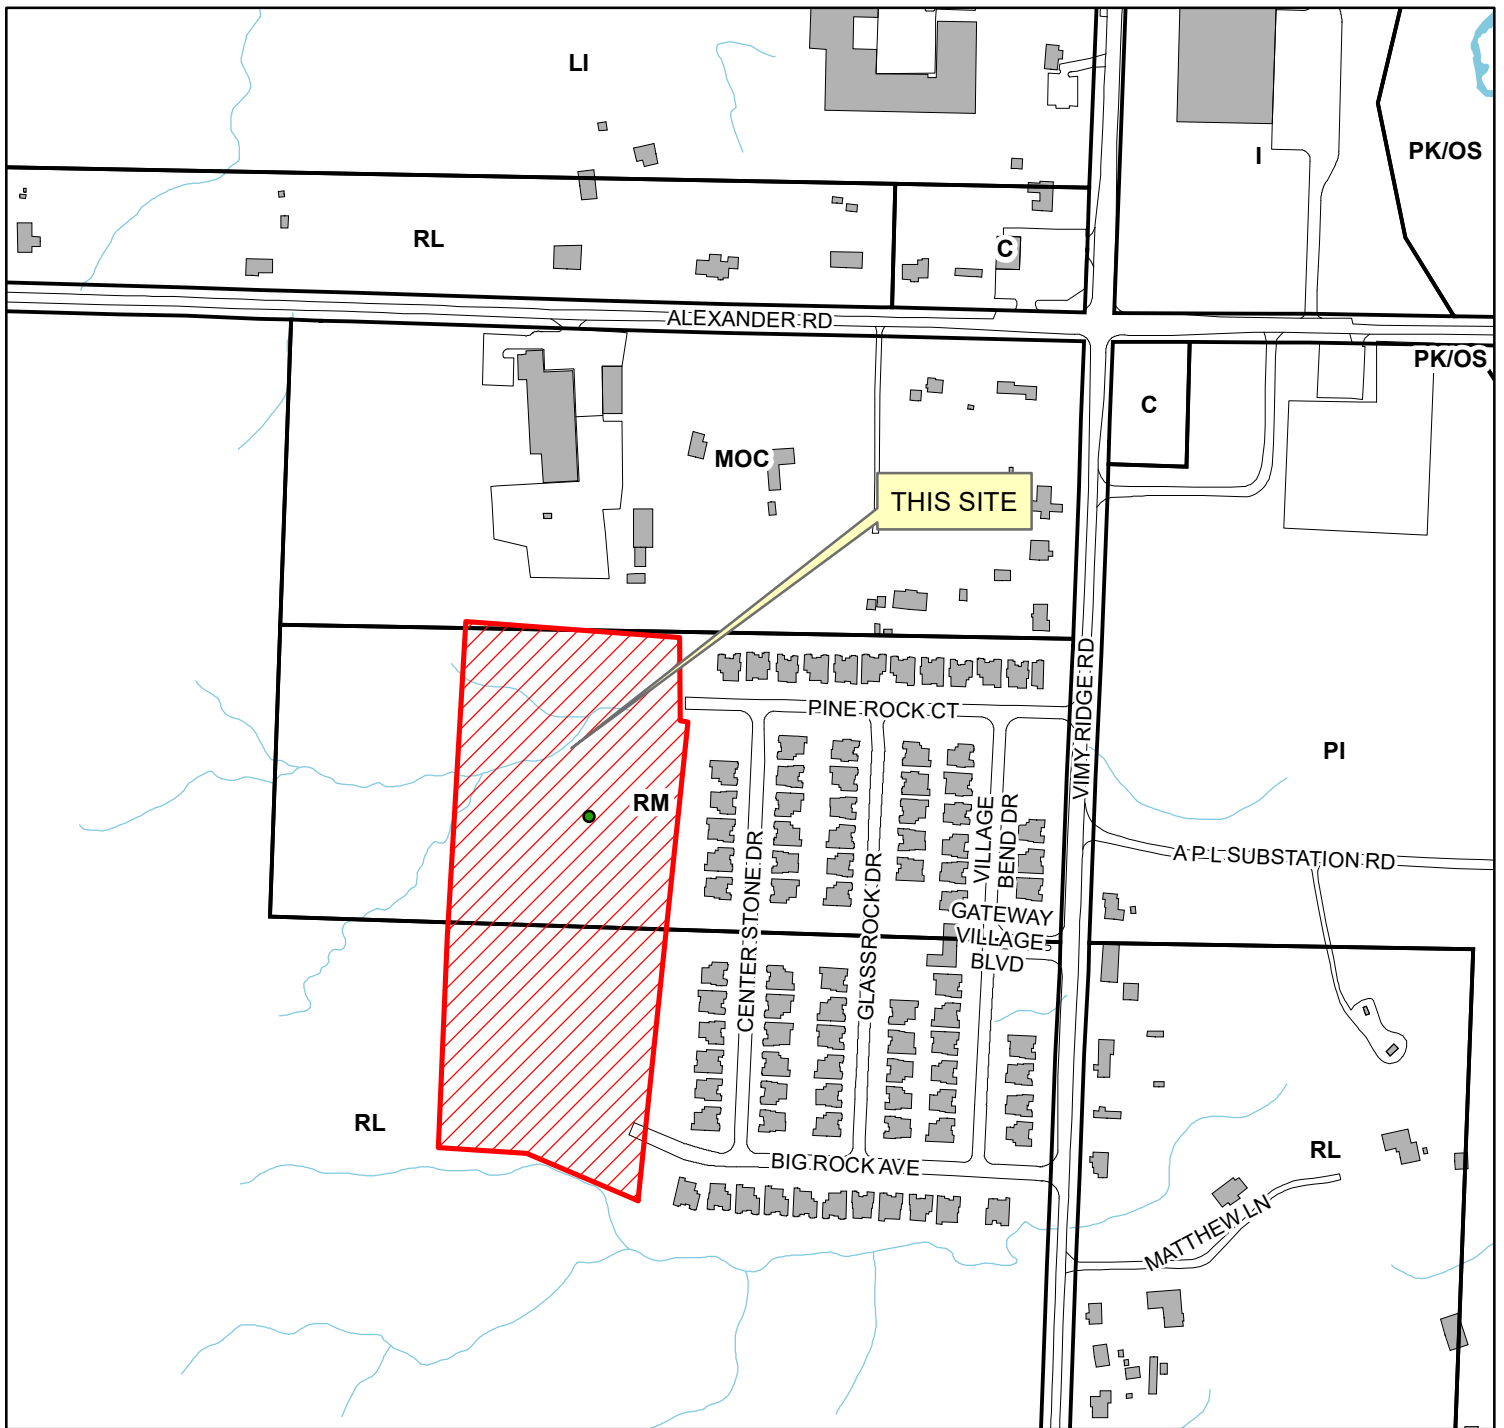 LI
I
PK/OS
RL
C
ALEXANDER RD
PK/OS
C
MOC
THIS SITE
VIMY RIDGE RD
PINE ROCK CT
PI
RM
VILLAGE
BEND DR
CENTER STONE DR
GLASSROCK DR
A P L SUBSTATION RD
GATEWAY
VILLAGE
BLVD
RL
BIG ROCK AVE
RL
MATTHEW LN